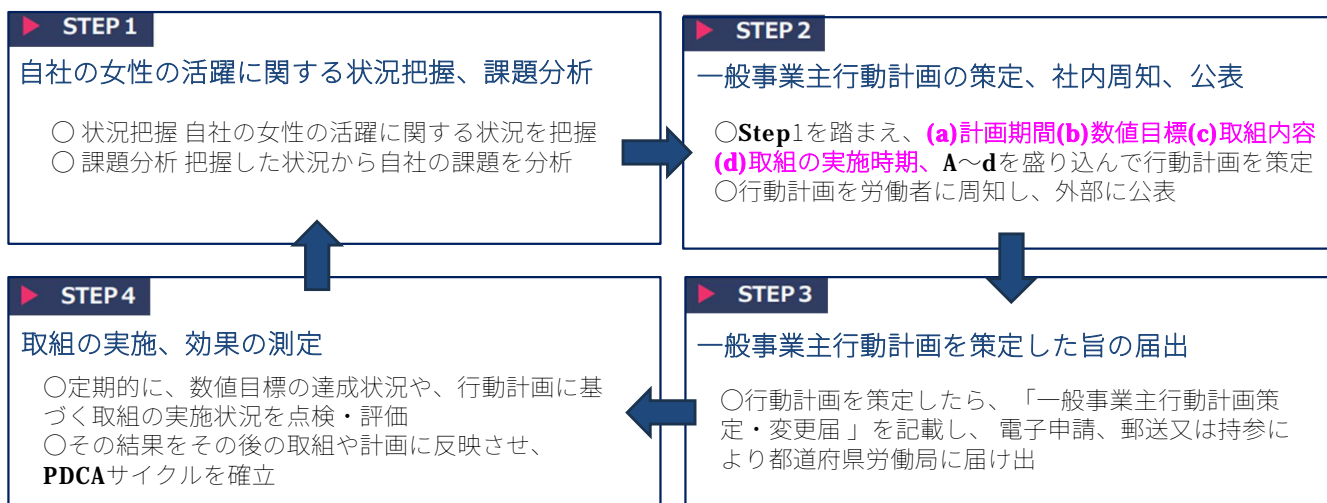 STEP 1
自社の女性の活躍に関する状況把握、課題分析
○ 状況把握 自社の女性の活躍に関する状況を把握
○ 課題分析 把握した状況から自社の課題を分析
STEP 2
一般事業主行動計画の策定、社内周知、公表
○Step1を踏まえ、(a)計画期間(b)数値目標(c)取組内容
(d)取組の実施時期、A～dを盛り込んで行動計画を策定
○行動計画を労働者に周知し、外部に公表
STEP 3
一般事業主行動計画を策定した旨の届出
○行動計画を策定したら、「一般事業主行動計画策
定・変更届 」を記載し、 電子申請、郵送又は持参に
より都道府県労働局に届け出
STEP 4
取組の実施、効果の測定
○定期的に、数値目標の達成状況や、行動計画に基
づく取組の実施状況を点検・評価
○その結果をその後の取組や計画に反映させ、
PDCAサイクルを確立